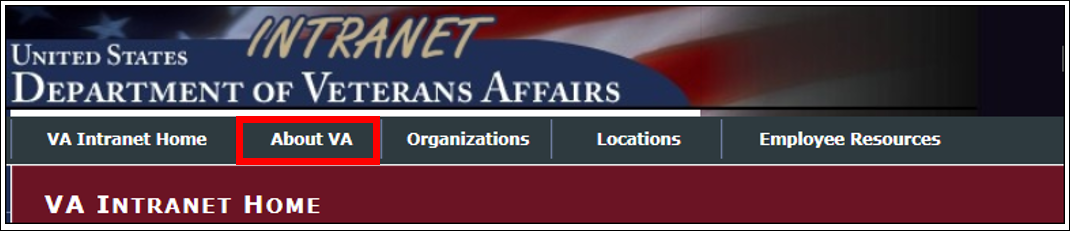 INTRANET
UNITED STATES
DEPARTMENT OF VETERANS AFFAIRS
VA Intranet Home About VA Organizations Locations Employee Resources
VA INTRANET HOME